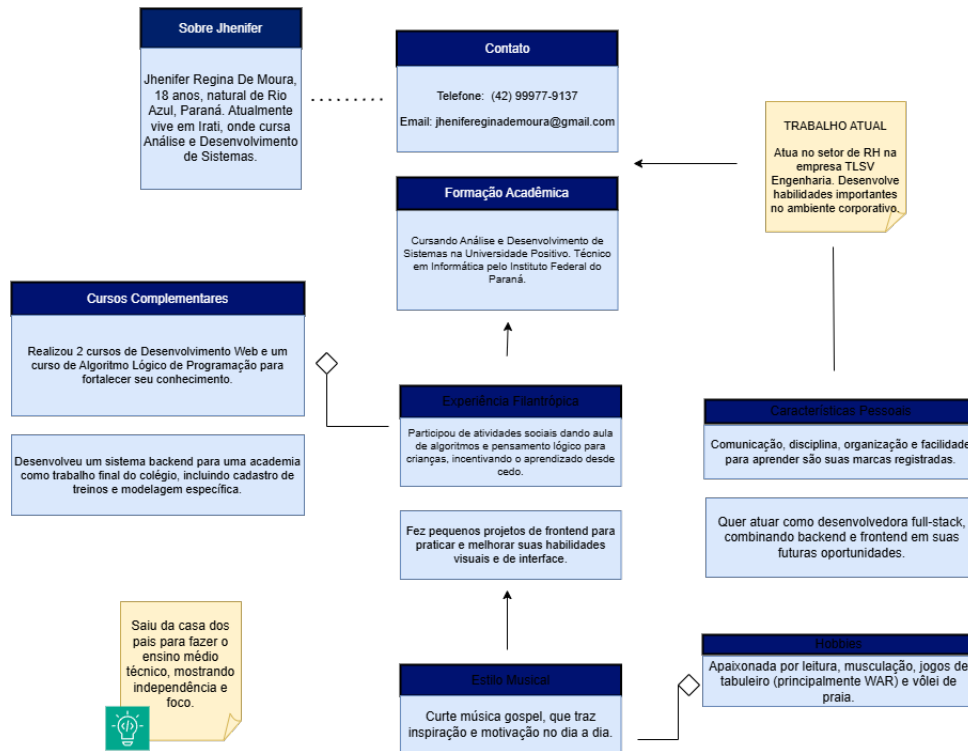 Sobre Jhenifer
Jhenifer Regina De Moura,
18 anos, natural de Rio
Azul, Paraná. Atualmente
vive em Irati, onde cursa
Análise e Desenvolvimento
de Sistemas.
Contato
Telefone: (42) 99977-9137
Email: jhenifereginademoura@gmail.com
TRABALHO ATUAL
Atua no setor de RH na
empresa TLSV
Engenharia. Desenvolve
habilidades importantes
no ambiente corporativo.
Formação Acadêmica
Cursando Análise e Desenvolvimento de
Sistemas na Universidade Positivo. Técnico
em Informática pelo Instituto Federal do
Paraná.
Cursos Complementares
Realizou 2 cursos de Desenvolvimento Web e um
curso de Algoritmo Lógico de Programação para
fortalecer seu conhecimento.
Desenvolveu um sistema backend para uma academia
como trabalho final do colégio, incluindo cadastro de
treinos e modelagem específica.
Experiência Filantrópica
Participou de atividades sociais dando aula
de algoritmos e pensamento lógico para
crianças, incentivando o aprendizado desde
cedo.
Fez pequenos projetos de frontend para
praticar e melhorar suas habilidades
visuais e de interface.
Características Pessoais
Comunicação, disciplina, organização e facilidade
para aprender são suas marcas registradas.
Quer atuar como desenvolvedora full-stack,
combinando backend e frontend em suas
futuras oportunidades.
Saiu da casa dos
pais para fazer o
ensino médio
técnico, mostrando
independência e
foco.
Estilo Musical
Curte música gospel, que traz
inspiração e motivação no dia a dia.
Hobbies
Apaixonada por leitura, musculação, jogos de
tabuleiro (principalmente WAR) e vôlei de
praia.